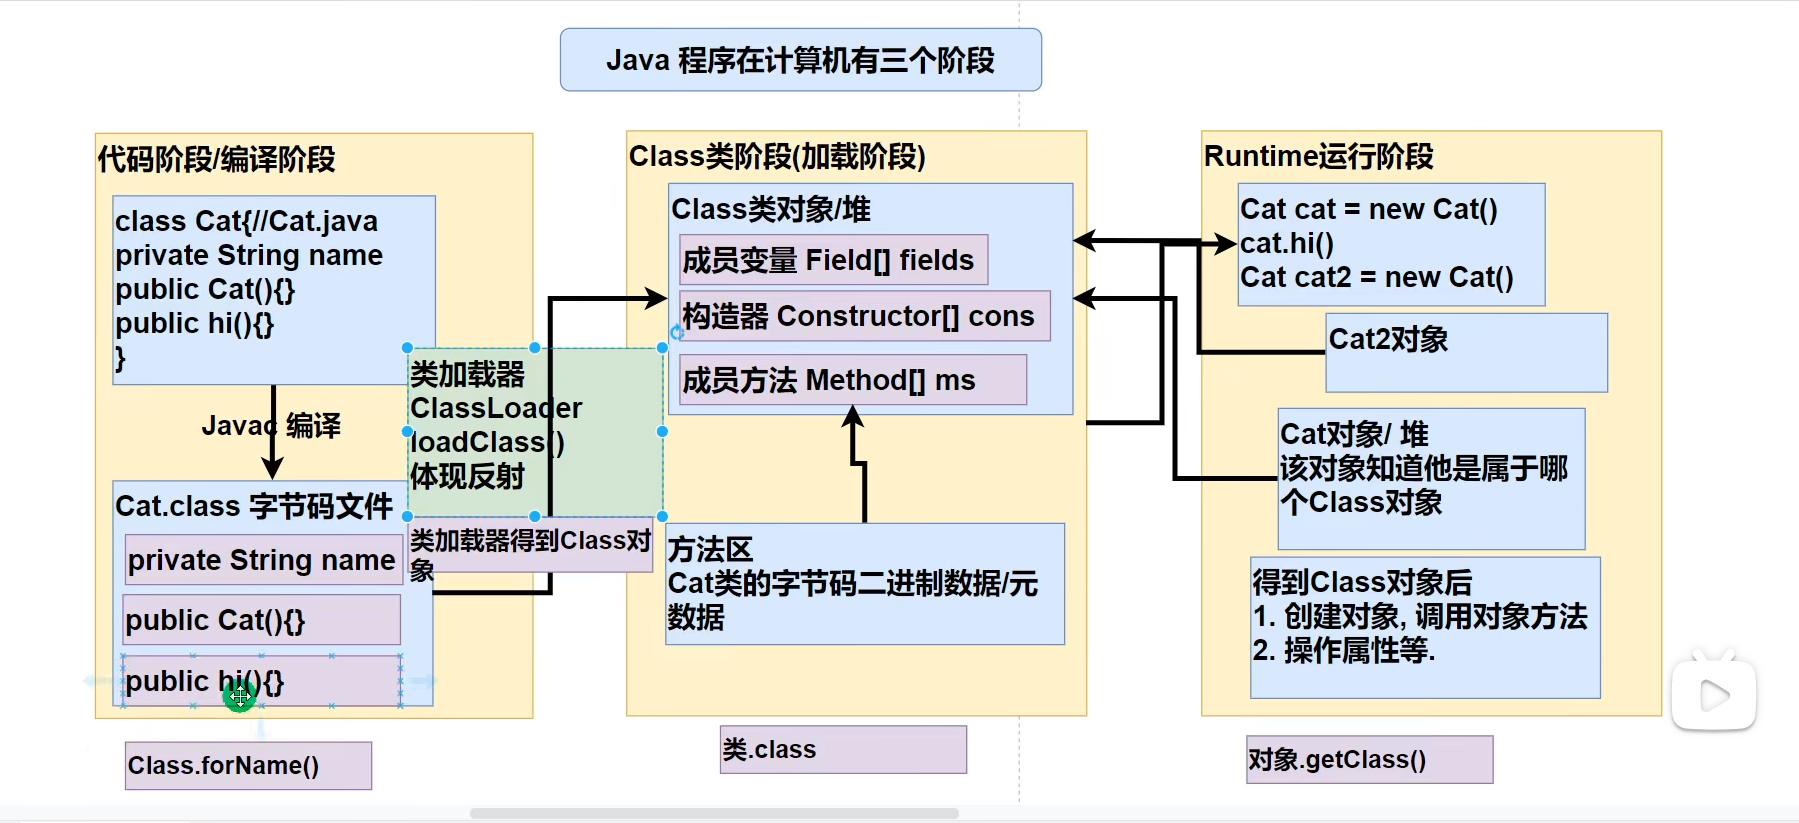 Java 程序在计算机有三个阶段
代码阶段/编译阶段
class Cat{//Cat.java
private String name
public Cat(){}
public hi(){}
}
Javac 编译
Cat.class 字节码文件
private String name
public Cat(){}
public hi(){}
Class.forName()
类加载器
ClassLoader
loadClass()
体现反射
类加载器得到Class对
象
Class类阶段(加载阶段)
Class类对象/堆
成员变量 Field[] fields
构造器 Constructor[] cons
成员方法 Method[] ms
方法区
Cat类的字节码二进制数据/元
数据
类.class
Runtime运行阶段
Cat cat = new Cat()
cat.hi()
Cat cat2 = new Cat()
Cat2对象
Cat对象/ 堆
该对象知道他是属于哪
个Class对象
得到Class对象后
1. 创建对象, 调用对象方法
2. 操作属性等.
对象.getClass()